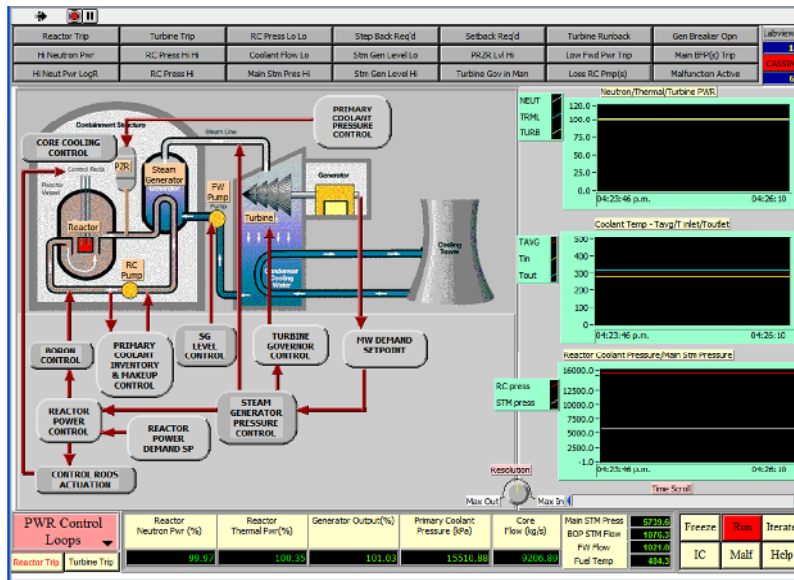 Reactor Trip
Turbine Trip
RC Press Lo Lo
Step Back Req'd
Setback Req'd
Turbine Runback
Gen Breaker Opn
Labview
Hi Neutron Pwr
RC Press Hi Hi
Coolant Flow Lo
Stm Gen Level Lo
PRZR Lvl Hi
Low Fwd Pwr Trip
Main BFP(s) Trip
CASSIM
Hi Neut Pwr LogR
RC Press Hi
Main Stm Pres Hi
Stm Gen Level Hi
Turbine Gov in Man
Loss RC Pmp(s)
Malfunction Active
Containment Structure
CORE COOLING
CONTROL
Control Rods
Reactor
Vessel
Reactor
PZR
Steam
Generator
Generator
Steam Line
PRIMARY
COOLANT
PRESSURE
CONTROL
FW
Pump
Pump
Turbine
Generator
Cooling
Tower
Condenser
Cooling
Water
RC
Pump
BORON
CONTROL
PRIMARY
COOLANT
INVENTORY
& MAKEUP
CONTROL
SG
LEVEL
CONTROL
TURBINE
GOVERNOR
CONTROL
MW DEMAND
SETPOINT
REACTOR
POWER
CONTROL
REACTOR
POWER
DEMAND SP
STEAM
GENERATOR
PRESSURE
CONTROL
CONTROL RODS
ACTUATION
Neutron/Thermal/Turbine PWR
NEUT
TRML
TURB
120.0
100.0
75.0
50.0
25.0
0.0
04:23:46 p.m.
04:26:10
Coolant Temp - Tavg/T inlet/Toutlet
TAVG
Tin
Tout
500
400
300
200
100
0
04:23:46 p.m.
04:26:10
Reactor Coolant Pressure/Main Stm Pressure
RC press
STM press
16000.0
12500.0
10000.0
7500.0
5000.0
2500.0
-1.0
04:23:46 p.m.
04:26:10
Resolution
Max Out
Max In
Time Scroll
PWR Control
Loops
Reactor Trip
Turbine Trip
Reactor
Neutron Pwr (%)
99.97
Reactor
Thermal Pwr(%)
100.35
Generator Output(%)
101.03
Primary Coolant
Pressure (kPa)
15510.88
Core
Flow (kg/s)
9206.89
Main STM Press
5739.6
BOP STM Flow
1076.3
FW Flow
1021.0
Fuel Temp
484.3
Freeze
Run
Iterate
IC
Malf
Help